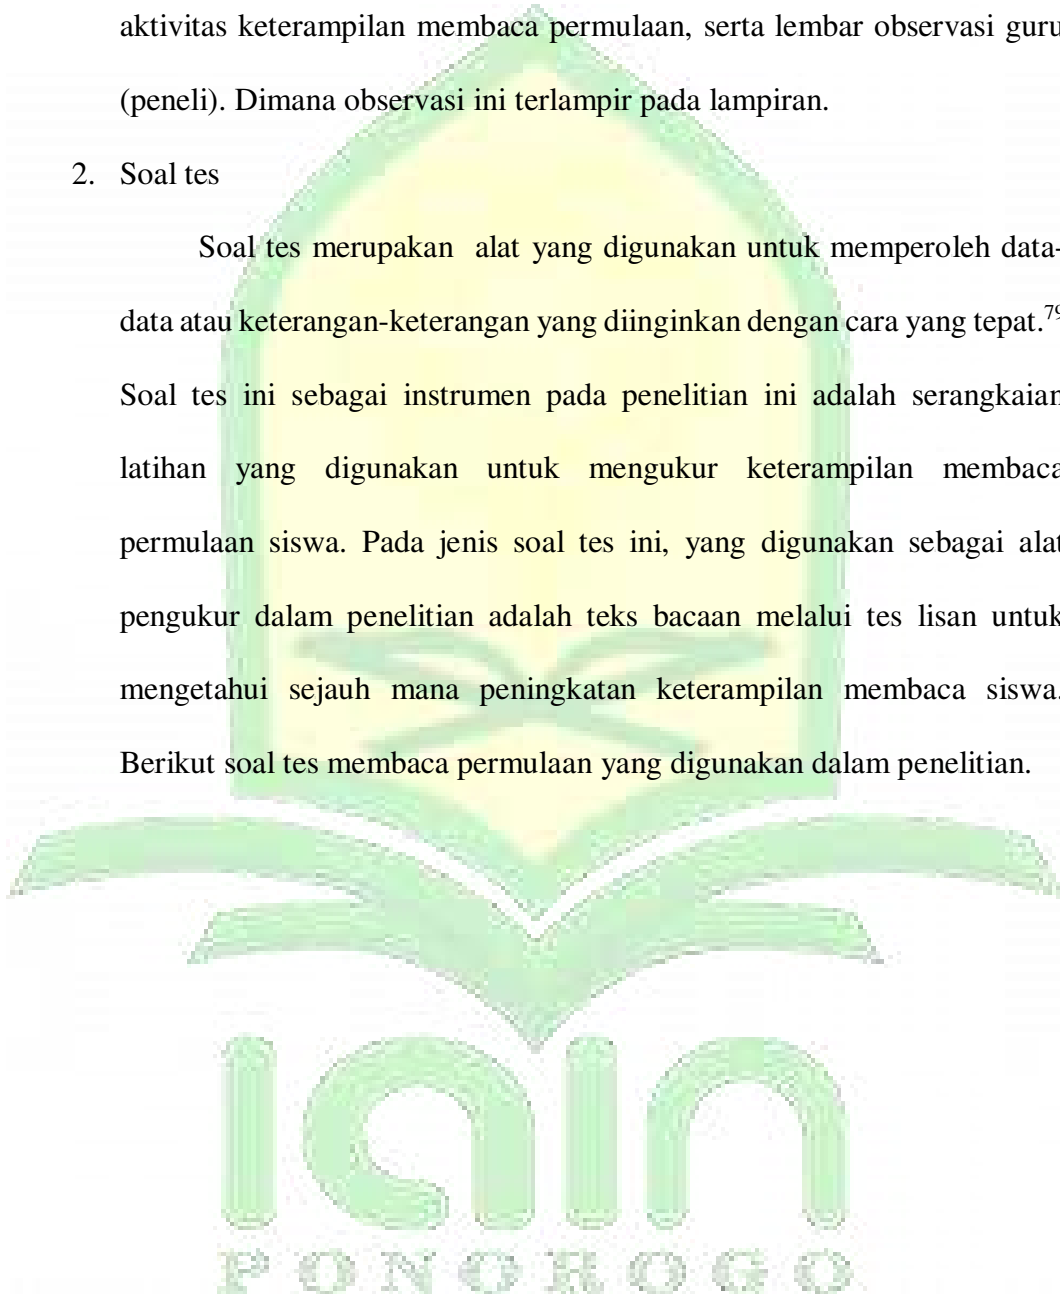 aktivitas keterampilan membaca permulaan, serta lembar observasi guru
(peneli). Dimana observasi ini terlampir pada lampiran.
2. Soal tes
Soal tes merupakan alat yang digunakan untuk memperoleh data-
data atau keterangan-keterangan yang diinginkan dengan cara yang tepat.79
Soal tes ini sebagai instrumen pada penelitian ini adalah serangkaian
latihan yang digunakan untuk mengukur keterampilan membaca
permulaan siswa. Pada jenis soal tes ini, yang digunakan sebagai alat
pengukur dalam penelitian adalah teks bacaan melalui tes lisan untuk
mengetahui sejauh mana peningkatan keterampilan membaca siswa.
Berikut soal tes membaca permulaan yang digunakan dalam penelitian.
iain
PONOROGO